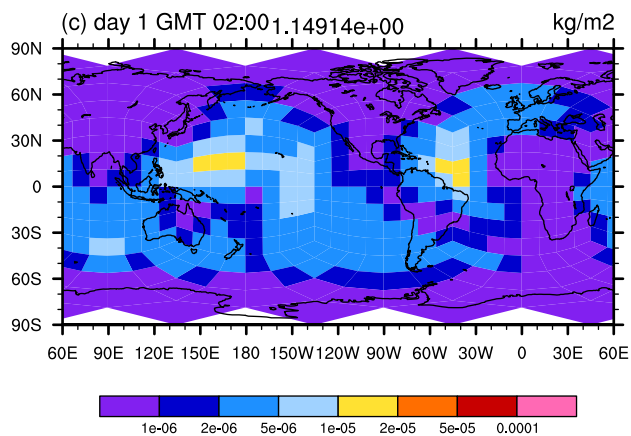 (c) day 1 GMT 02:00 1.14914e+00 kg/m2
90N
60N
30N
0
30S
60S
90S
60E 90E 120E 150E 180 150W 120W 90W 60W 30W 0 30E 60E
1e-06 2e-06 5e-06 1e-05 2e-05 5e-05 0.0001